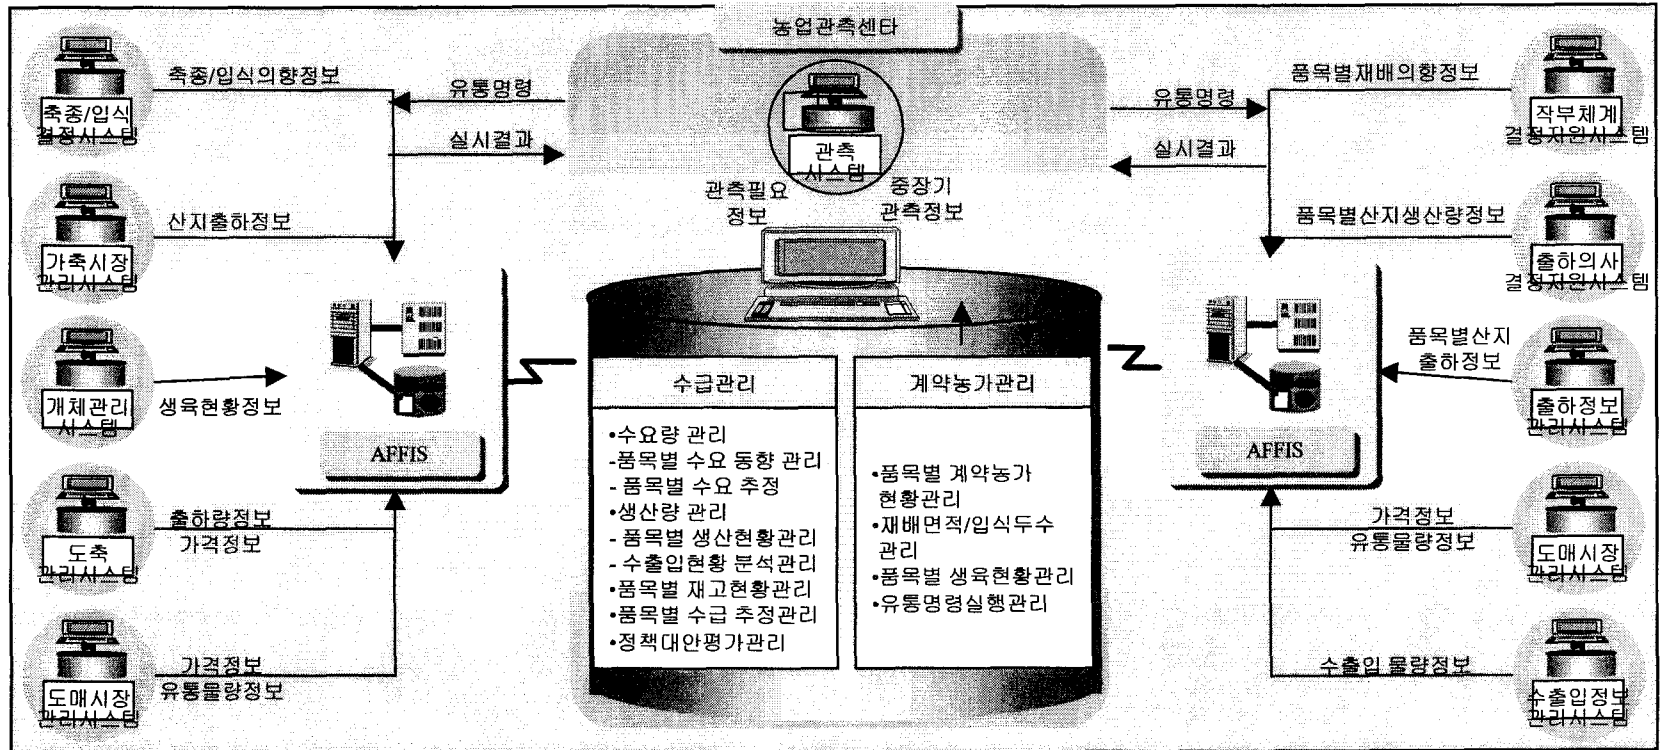 농업관측센타
축종/입식
결정시스템
축종/입식의향정보
가축시장
관리시스템
산지출하정보
개체관리
시스템
생육현황정보
도축
관리시스템
출하량정보
가격정보
도매시장
관리시스템
가격정보
유통물량정보
유통명령
실시결과
AFFIS
관측
시스템
관측필요
정보
중장기
관측정보
수급관리
•수요량 관리
-품목별 수요 동향 관리
- 품목별 수요 추정
•생산량 관리
- 품목별 생산현황관리
- 수출입현황 분석관리
•품목별 재고현황관리
•품목별 수급 추정관리
•정책대안평가관리
계약농가관리
•품목별 계약농가
현황관리
•재배면적/입식두수
관리
•품목별 생육현황관리
•유통명령실행관리
유통명령
실시결과
AFFIS
품목별재배의향정보
작부체계
결정지원시스템
품목별산지생산량정보
출하의사
결정지원시스템
품목별산지
출하정보
출하정보
관리시스템
가격정보
유통물량정보
도매시장
관리시스템
수출입 물량정보
수출입정보
관리시스템